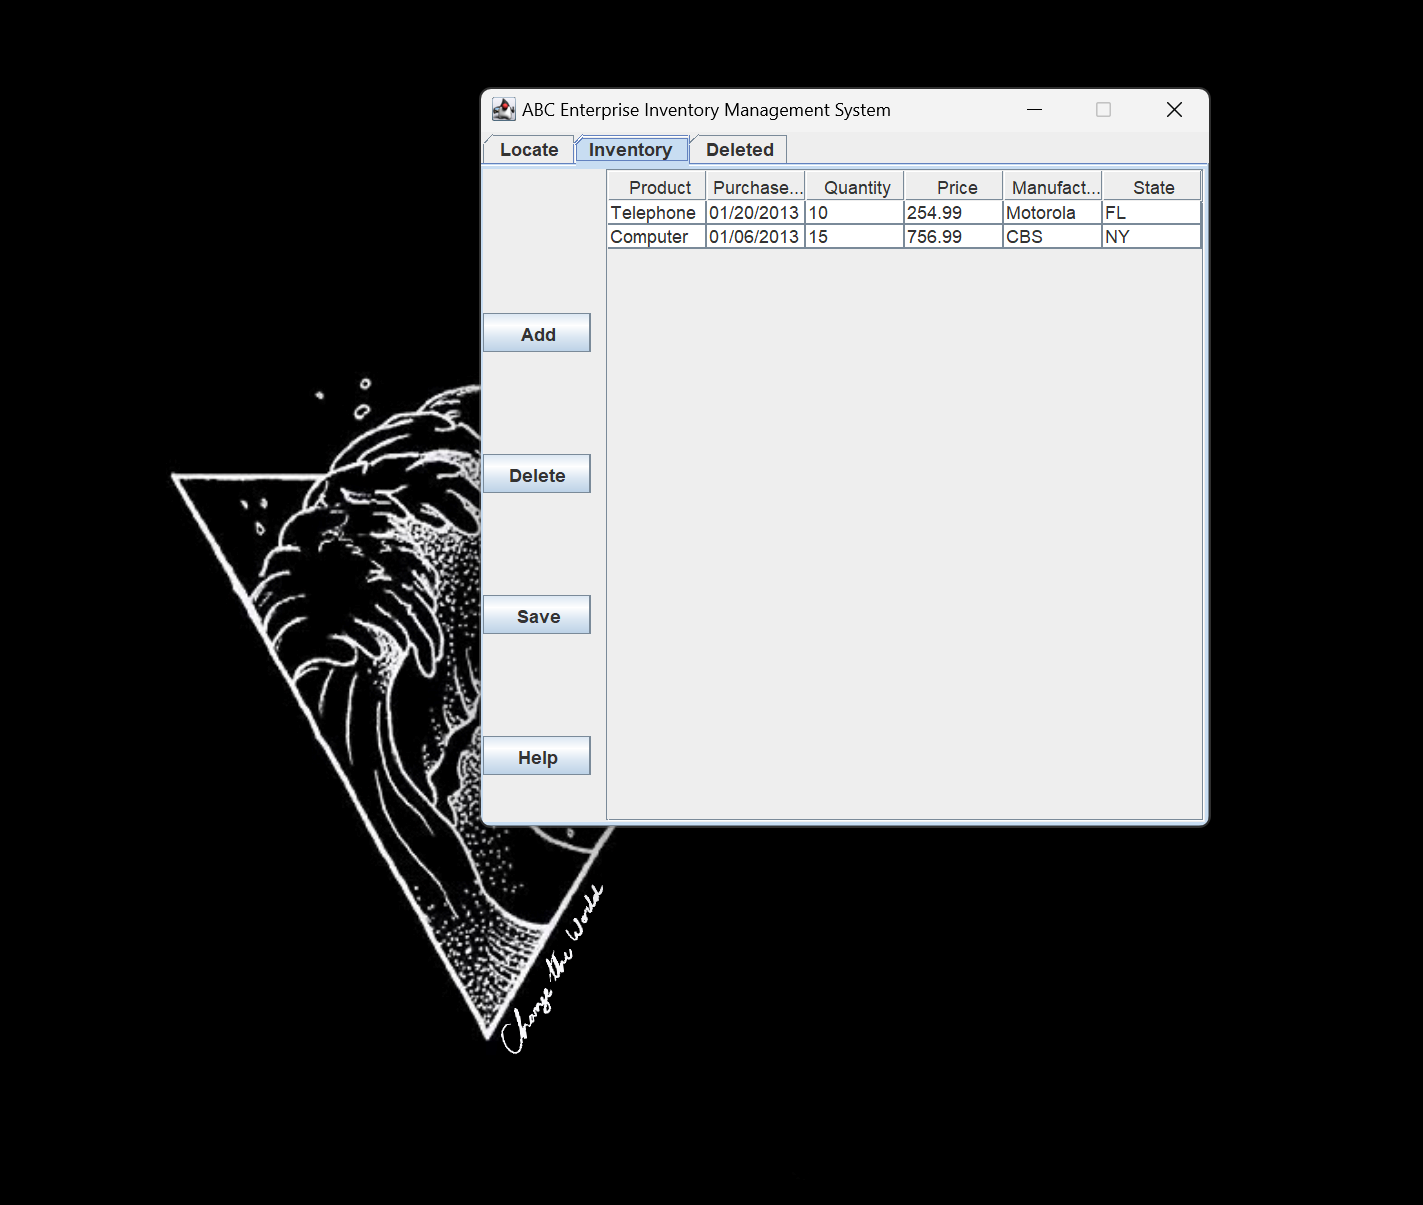 ABC Enterprise Inventory Management System
Locate Inventory Deleted
Product Purchase... Quantity Price Manufact... State
Telephone 01/20/2013 10 254.99 Motorola FL
Computer 01/06/2013 15 756.99 CBS NY
Add
Delete
Save
Help
Change the World